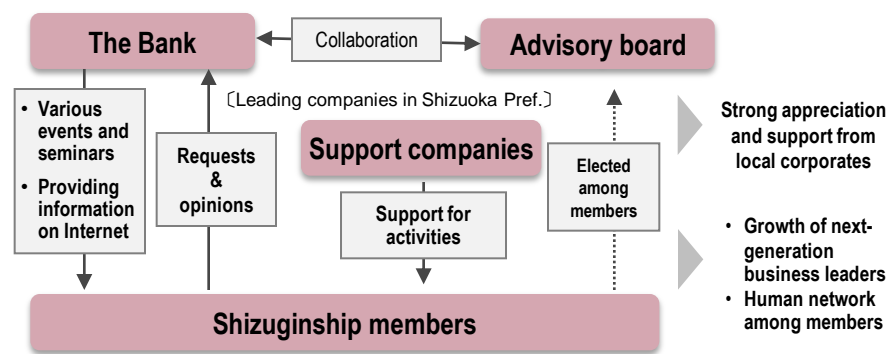 The Bank
Collaboration
Advisory board
• Various
events and
seminars
• Providing
information
on Internet
Requests
&
opinions
〔Leading companies in Shizuoka Pref.〕
Support companies
Support for
activities
Elected
among
members
Shizuginship members
Strong appreciation
and support from
local corporates
• Growth of next-
generation
business leaders
• Human network
among members